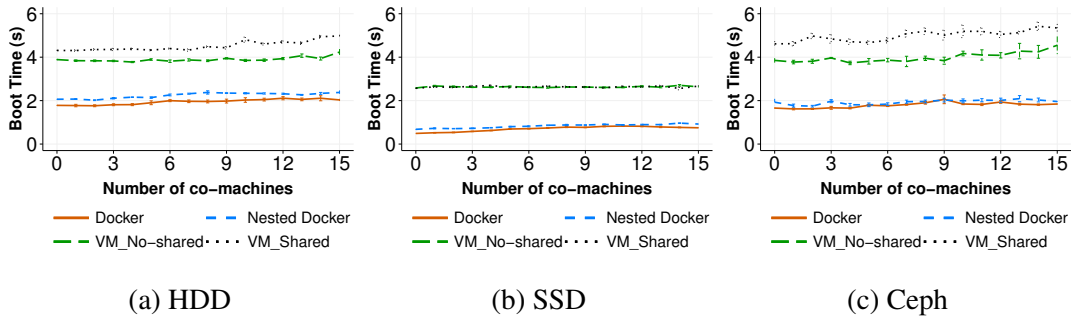 Boot Time (s)
6
4
2
0
0 3 6 9 12 15
Number of co-machines
Docker Nested Docker
VM_No-shared VM_Shared
(a) HDD
Boot Time (s)
6
4
2
0
0 3 6 9 12 15
Number of co-machines
Docker Nested Docker
VM_No-shared VM_Shared
(b) SSD
Boot Time (s)
6
4
2
0
0 3 6 9 12 15
Number of co-machines
Docker Nested Docker
VM_No-shared VM_Shared
(c) Ceph